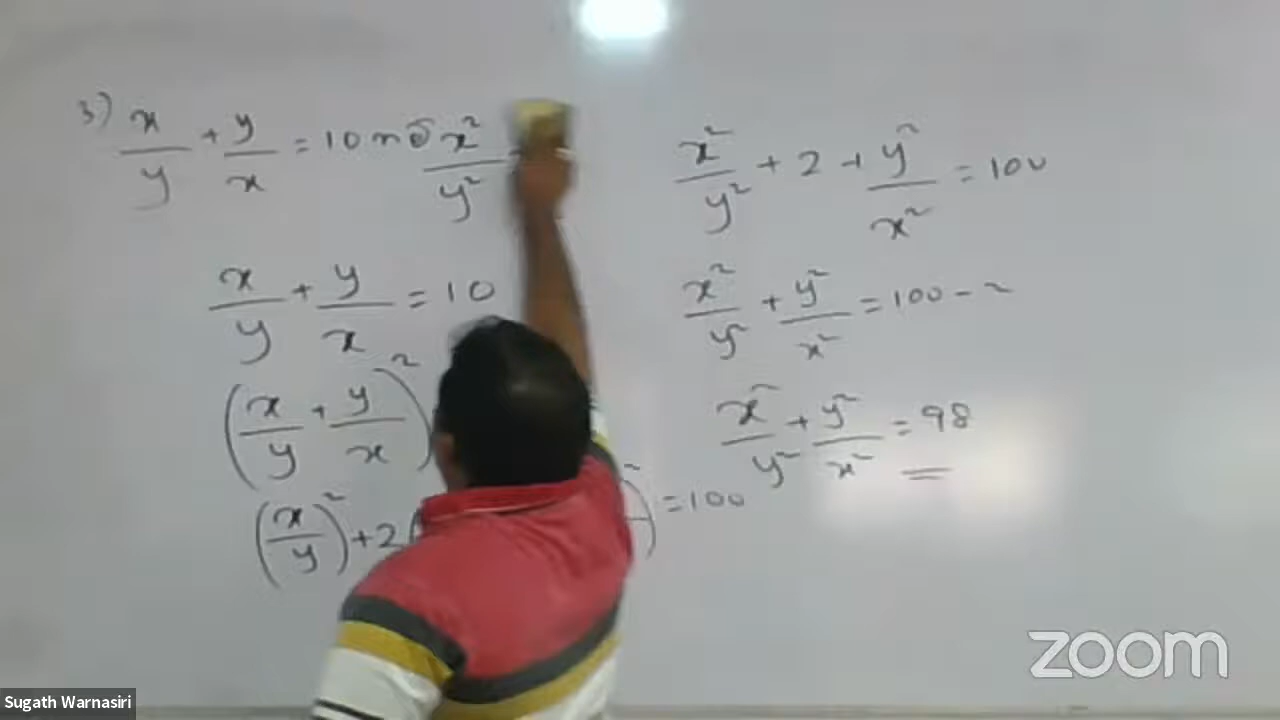 3) x/y + y/x = 10 නම් x²/y²
x/y + y/x = 10
(x/y + y/x)²
(x/y)² + 2( )² = 100
x²/y² + 2 + y²/x² = 100
x²/y² + y²/x² = 100 - 2
x²/y² + y²/x² = 98
zoom
Sugath Warnasiri